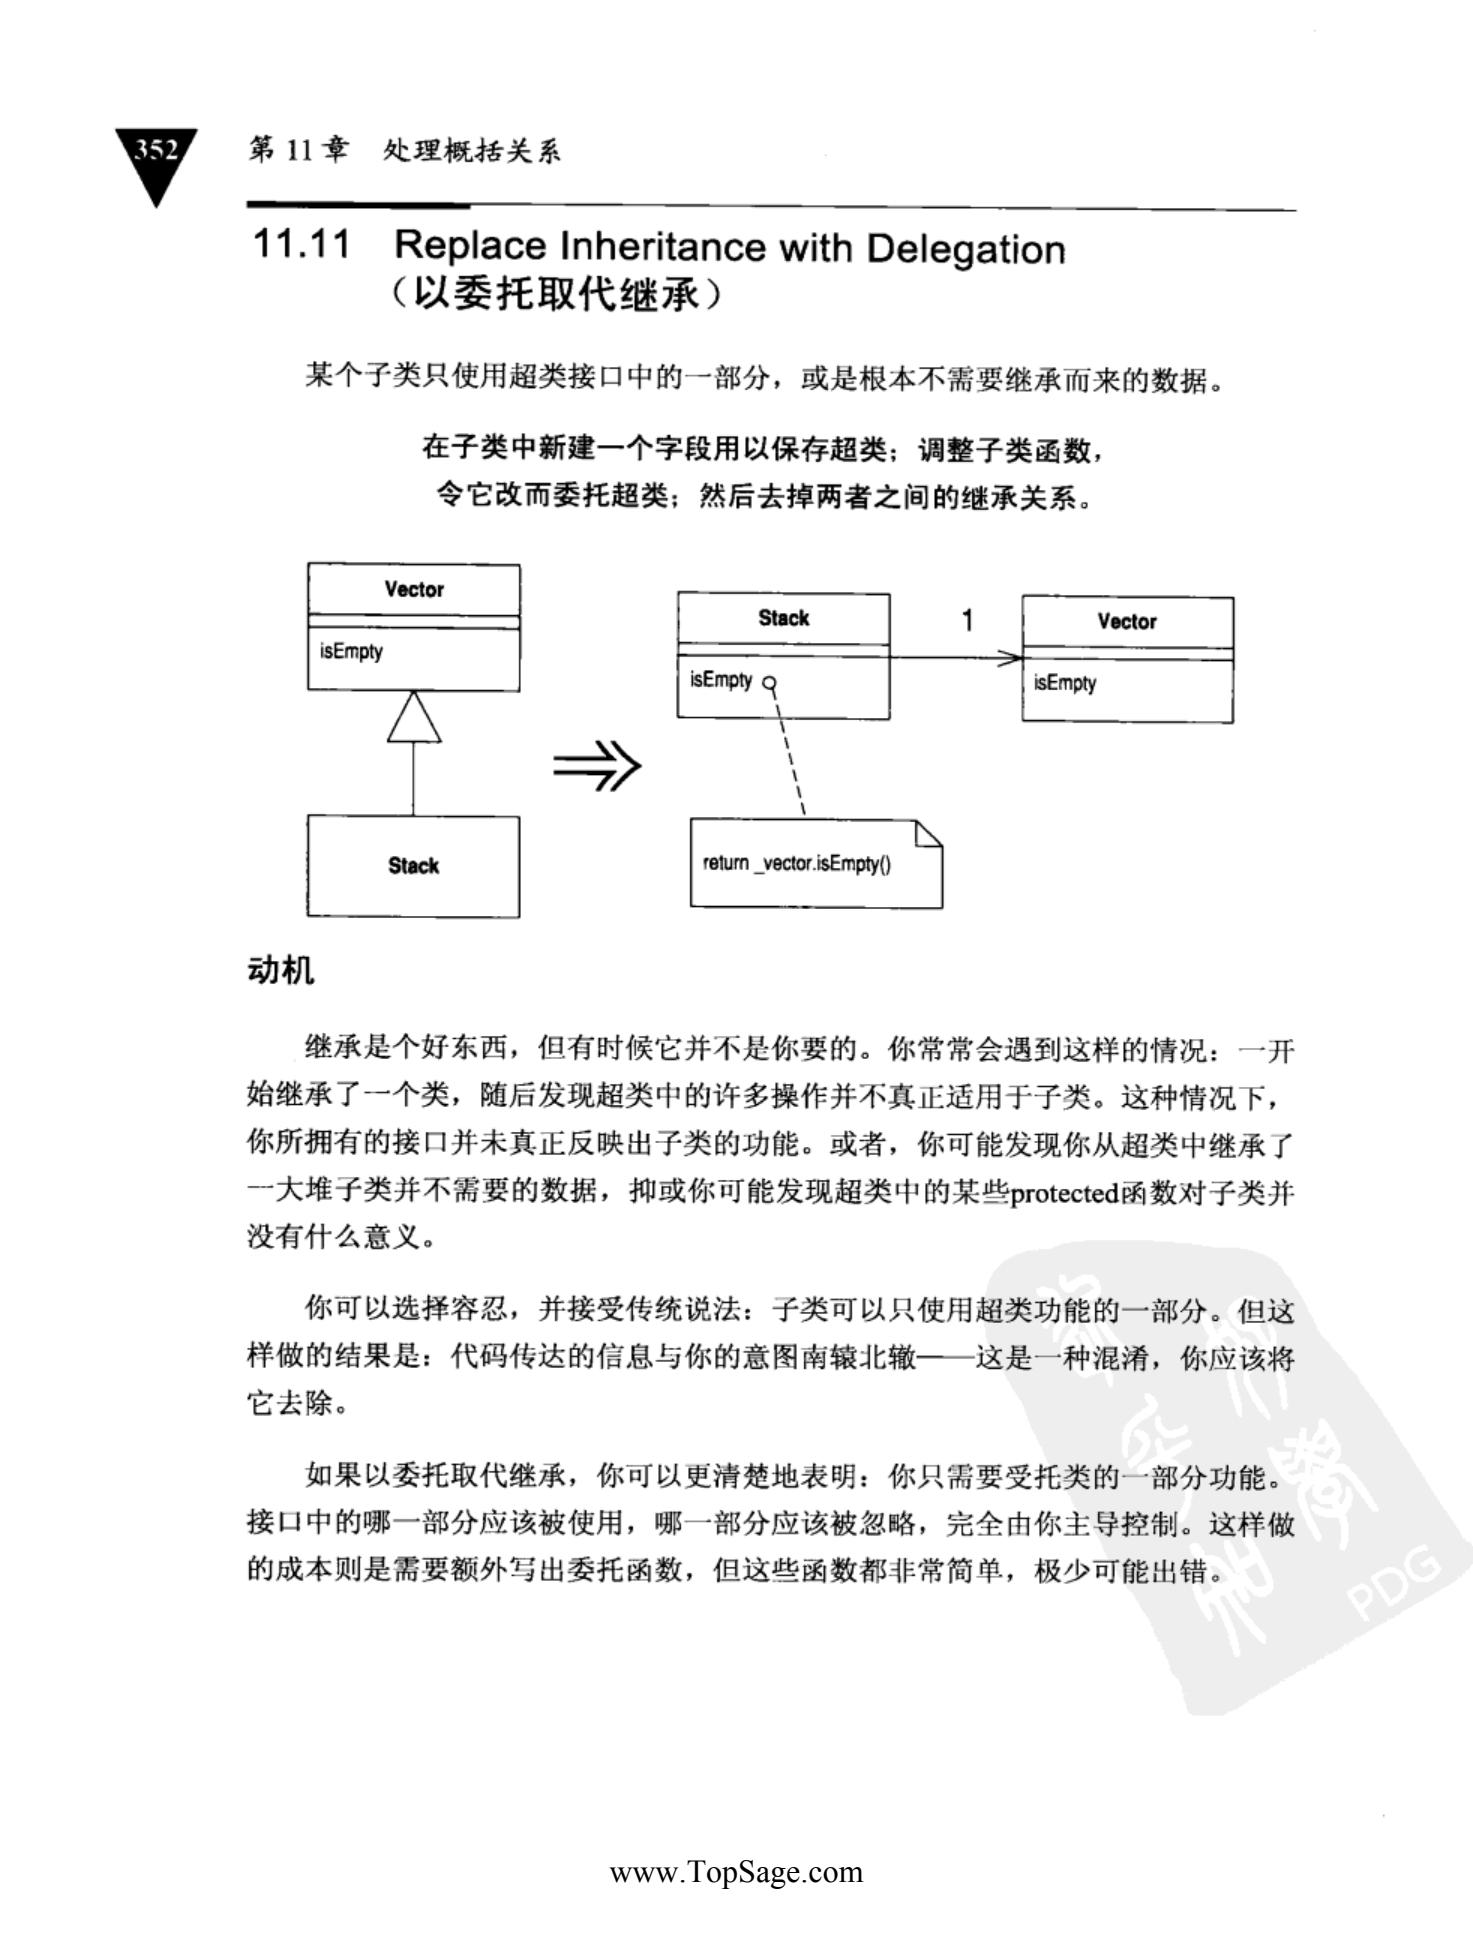 352
第 11 章 处理概括关系
11.11 Replace Inheritance with Delegation
（以委托取代继承）
某个子类只使用超类接口中的一部分，或是根本不需要继承而来的数据。
在子类中新建一个字段用以保存超类；调整子类函数，
令它改而委托超类；然后去掉两者之间的继承关系。
Vector
isEmpty
Stack
Stack
isEmpty
1
Vector
isEmpty
return _vector.isEmpty()
动机
继承是个好东西，但有时候它并不是你要的。你常常会遇到这样的情况：一开
始继承了一个类，随后发现超类中的许多操作并不真正适用于子类。这种情况下，
你所拥有的接口并未真正反映出子类的功能。或者，你可能发现你从超类中继承了
一大堆子类并不需要的数据，抑或你可能发现超类中的某些protected函数对子类并
没有什么意义。
你可以选择容忍，并接受传统说法：子类可以只使用超类功能的一部分。但这
样做的结果是：代码传达的信息与你的意图南辕北辙——这是一种混淆，你应该将
它去除。
如果以委托取代继承，你可以更清楚地表明：你只需要受托类的一部分功能。
接口中的哪一部分应该被使用，哪一部分应该被忽略，完全由你主导控制。这样做
的成本则是需要额外写出委托函数，但这些函数都非常简单，极少可能出错。
PDG
www.TopSage.com